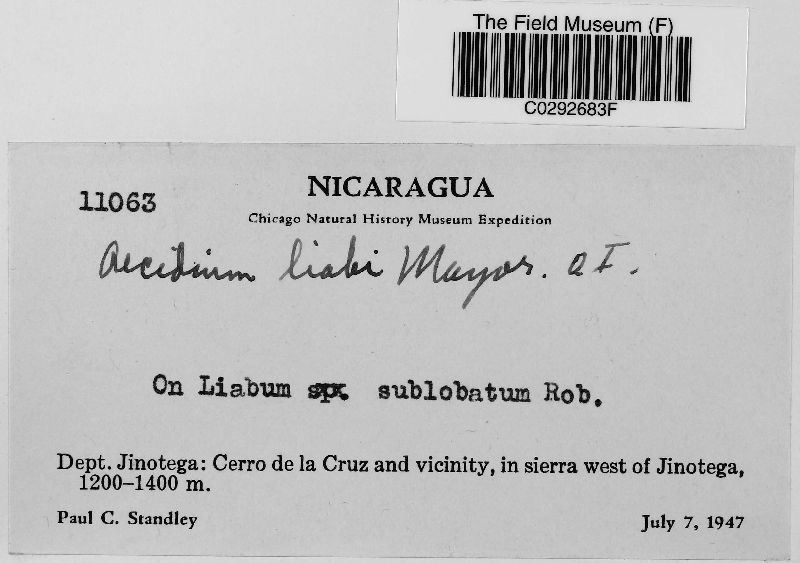 The Field Museum (F)
C0292683F
NICARAGUA
11063
Chicago Natural History Museum Expedition
Aecidium liabi Mayor. O I.
On Liabum spx. sublobatum Rob.
Dept. Jinotega: Cerro de la Cruz and vicinity, in sierra west of Jinotega,
1200–1400 m.
Paul C. Standley
July 7, 1947